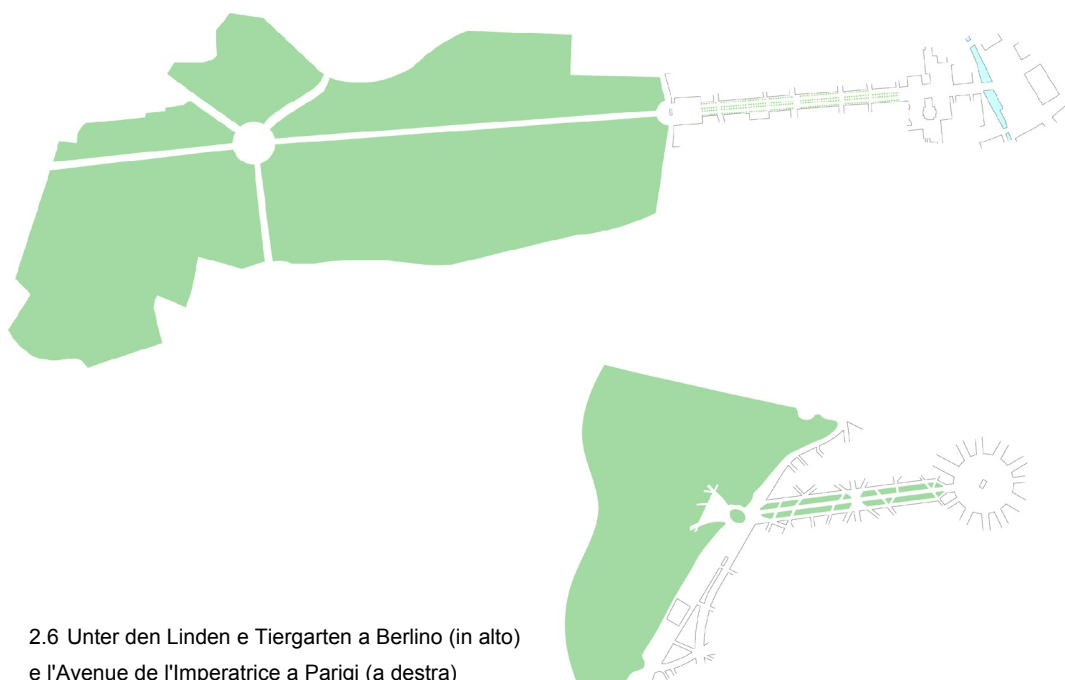 2.6 Unter den Linden e Tiergarten a Berlino (in alto)
e l'Avenue de l'Imperatrice a Parigi (a destra)